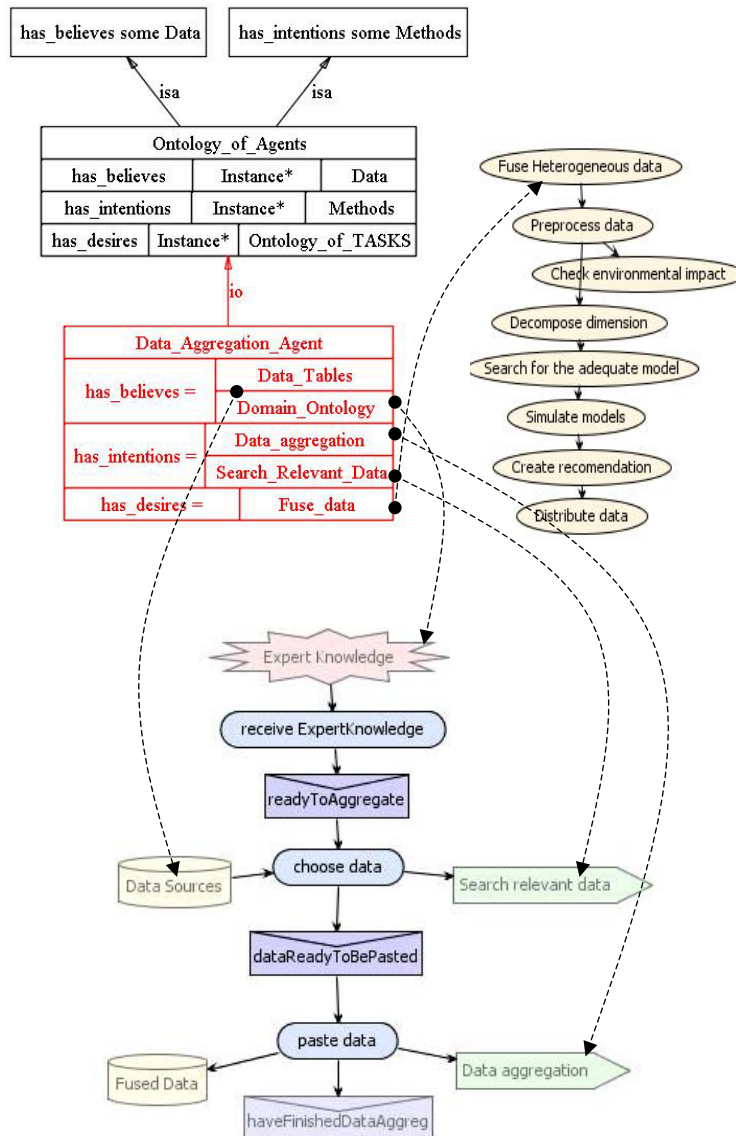 has_believes some Data
has_intentions some Methods
isa
isa
Ontology_of_Agents
has_believes Instance* Data
has_intentions Instance* Methods
has_desires Instance* Ontology_of_TASKS
io
Data_Aggregation_Agent
has_believes =
Data_Tables
Domain_Ontology
has_intentions =
Data_aggregation
Search_Relevant_Data
has_desires = Fuse_data
Fuse Heterogeneous data
Preprocess data
Check environmental impact
Decompose dimension
Search for the adequate model
Simulate models
Create recomendation
Distribute data
Expert Knowledge
receive ExpertKnowledge
readyToAggregate
Data Sources
choose data
Search relevant data
dataReadyToBePasted
paste data
Fused Data
Data aggregation
haveFinishedDataAggreg